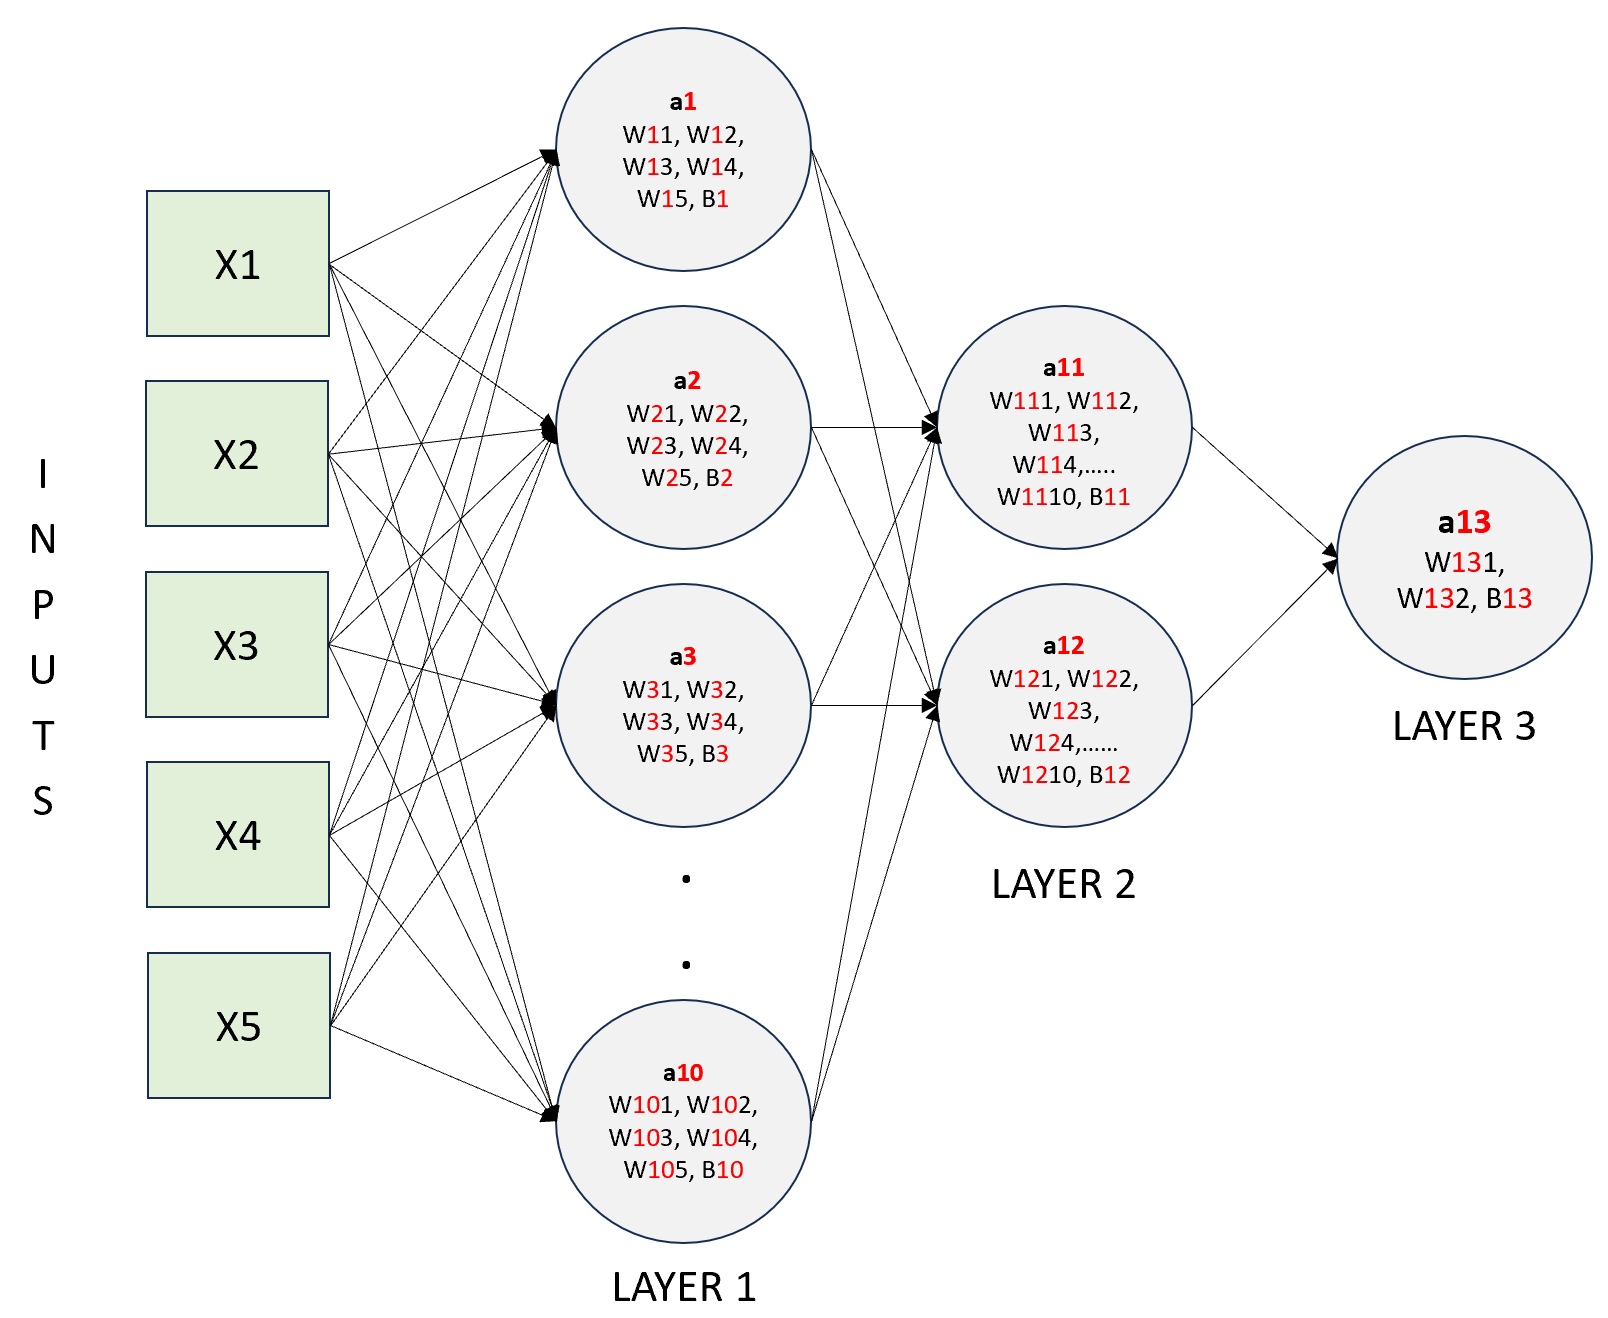 INPUTS
X1
X2
X3
X4
X5
a1
W11, W12,
W13, W14,
W15, B1
a2
W21, W22,
W23, W24,
W25, B2
a3
W31, W32,
W33, W34,
W35, B3
.
.
a10
W101, W102,
W103, W104,
W105, B10
LAYER 1
a11
W111, W112,
W113,
W114,.....
W1110, B11
a12
W121, W122,
W123,
W124,......
W1210, B12
LAYER 2
a13
W131,
W132, B13
LAYER 3